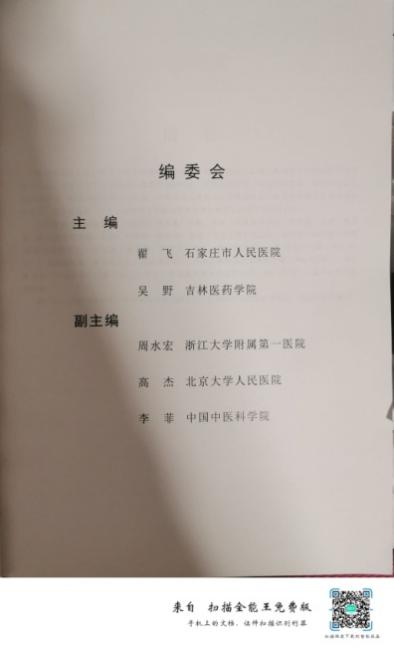 编委会
主 编
翟 飞 石家庄市人民医院
吴 野 吉林医药学院
副主编
周水宏 浙江大学附属第一医院
高 杰 北京大学人民医院
李 菲 中国中医科学院
来自 扫描全能王免费版
手机上的文档、证件扫描识别利器